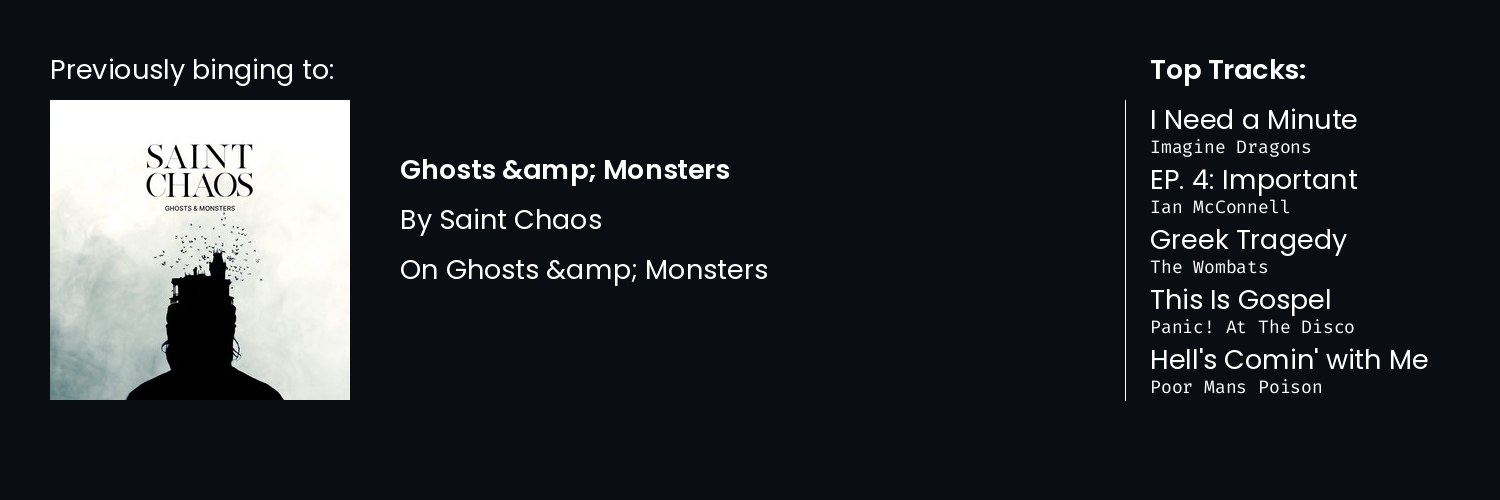 Previously binging to:
SAINT
CHAOS
GHOSTS & MONSTERS
Ghosts &amp; Monsters
By Saint Chaos
On Ghosts &amp; Monsters
Top Tracks:
I Need a Minute
Imagine Dragons
EP. 4: Important
Ian McConnell
Greek Tragedy
The Wombats
This Is Gospel
Panic! At The Disco
Hell's Comin' with Me
Poor Mans Poison